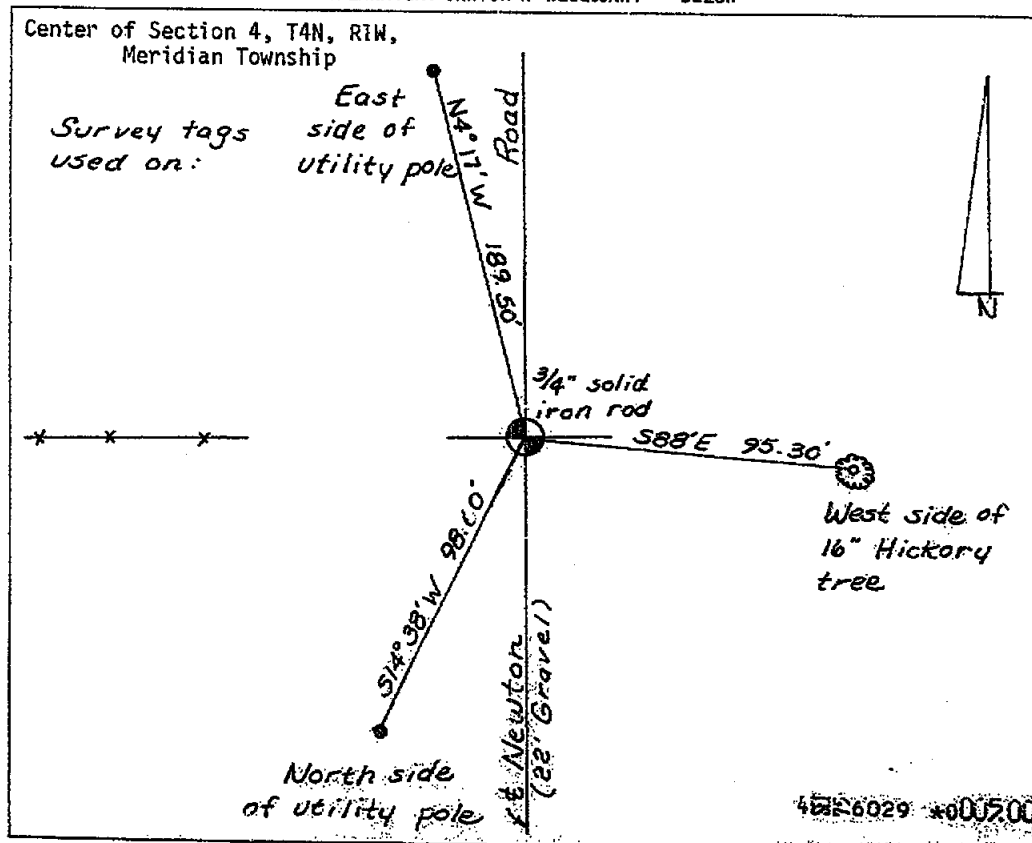 Center of Section 4, T4N, R1W,
Meridian Township
Survey tags
used on:
East
side of
utility pole
N4°17'W 189.50'
Road
N
3/4" solid
iron rod
S88'E 95.30'
West side of
16" Hickory
tree
S14°38'W
North side
of utility pole
℄ Newton
(22' Gravel)